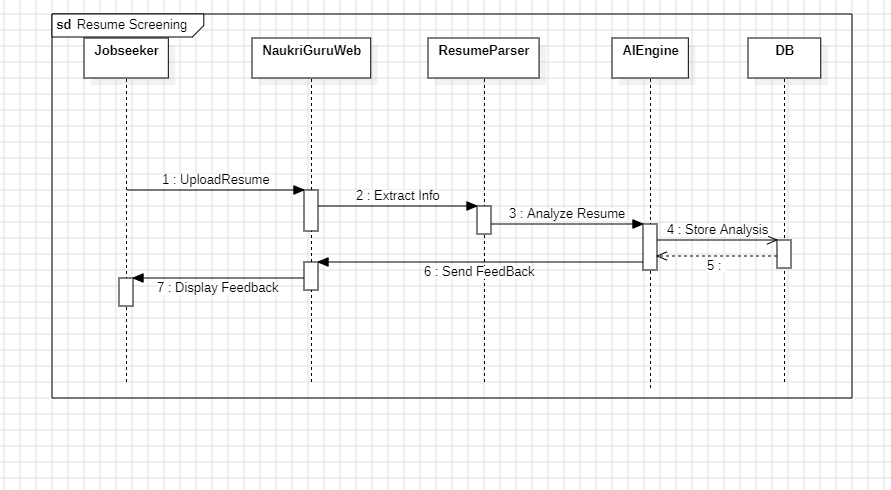 sd Resume Screening
Jobseeker
NaukriGuruWeb
ResumeParser
AIEngine
DB
1 : UploadResume
2 : Extract Info
3 : Analyze Resume
4 : Store Analysis
5 :
6 : Send FeedBack
7 : Display Feedback